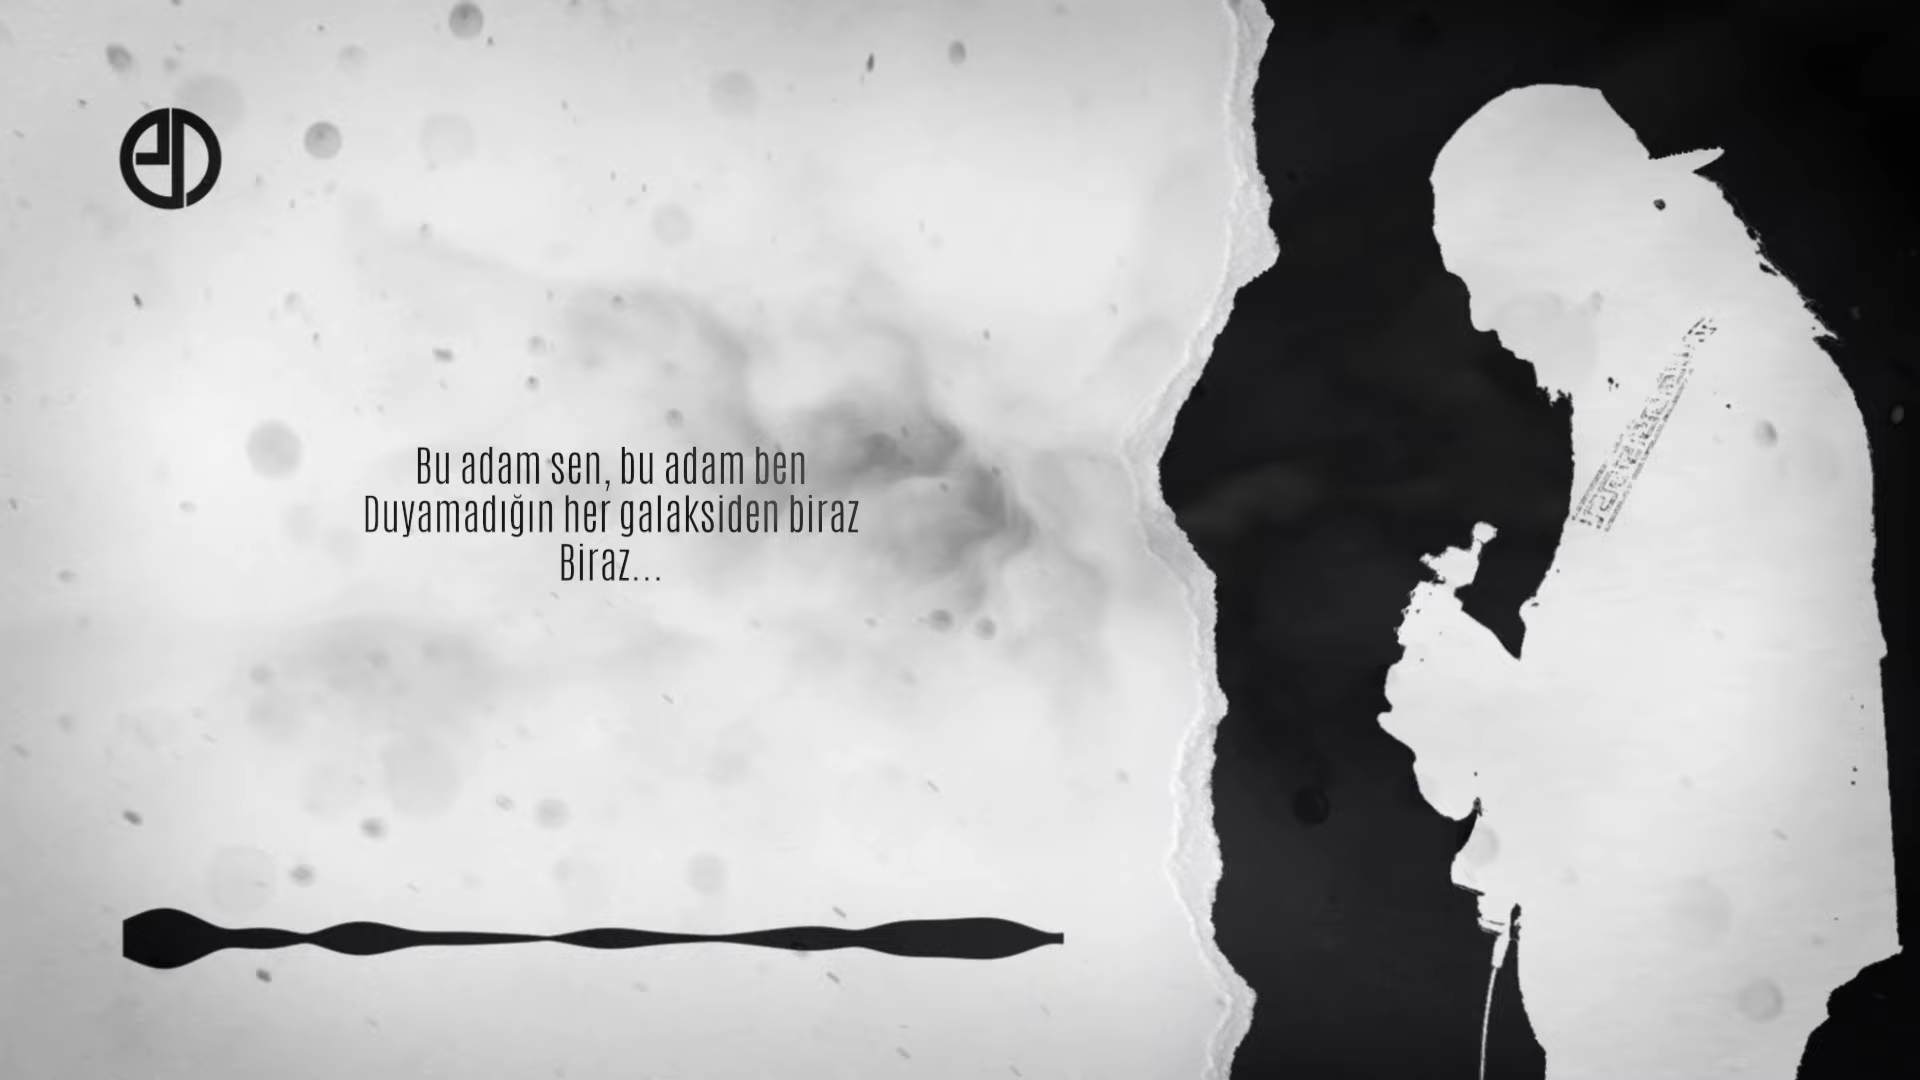 Bu adam sen, bu adam ben
Duyamadığın her galaksiden biraz
Biraz...